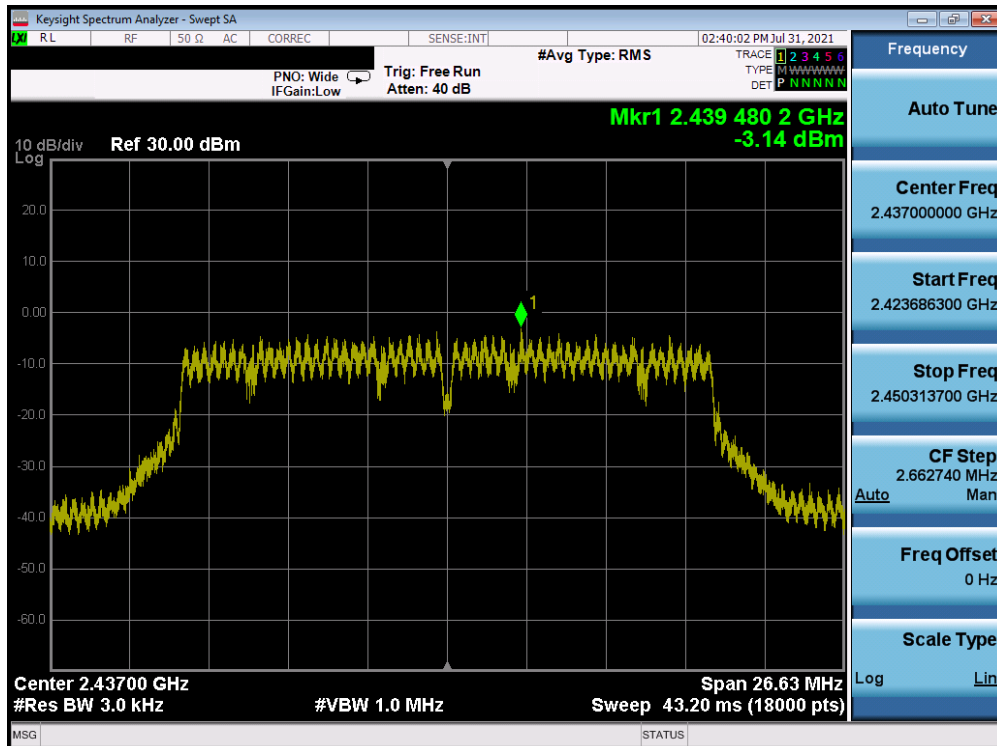 Keysight Spectrum Analyzer - Swept SA
LXI RL RF 50 Ω AC CORREC SENSE:INT 02:40:02 PM Jul 31, 2021
#Avg Type: RMS
TRACE 1 2 3 4 5 6
PNO: Wide Trig: Free Run
TYPE M WWWWW
IFGain:Low Atten: 40 dB
DET P N N N N N
Mkr1 2.439 480 2 GHz
-3.14 dBm
10 dB/div Ref 30.00 dBm
Log
20.0
10.0
0.00
1
-10.0
-20.0
-30.0
-40.0
-50.0
-60.0
Center 2.43700 GHz Span 26.63 MHz
#Res BW 3.0 kHz #VBW 1.0 MHz Sweep 43.20 ms (18000 pts)
MSG STATUS
Frequency
Auto Tune
Center Freq
2.437000000 GHz
Start Freq
2.423686300 GHz
Stop Freq
2.450313700 GHz
CF Step
2.662740 MHz
Auto Man
Freq Offset
0 Hz
Scale Type
Log Lin